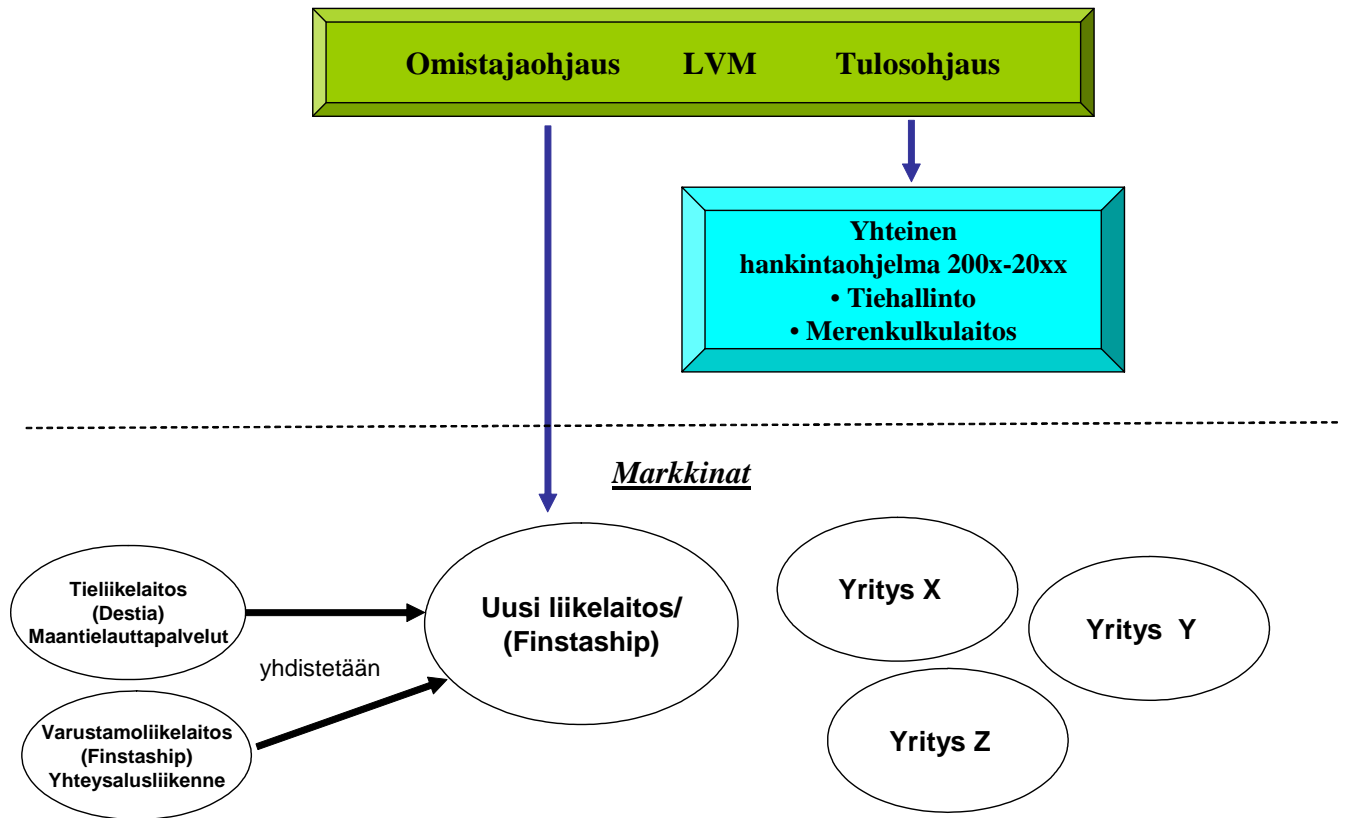 Omistajaohjaus LVM Tulosohjaus
Yhteinen
hankintaohjelma 200x-20xx
• Tiehallinto
• Merenkulkulaitos
Markkinat
Tieliikelaitos
(Destia)
Maantielauttapalvelut
yhdistetään
Varustamoliikelaitos
(Finstaship)
Yhteysalusliikenne
Uusi liikelaitos/
(Finstaship)
Yritys X
Yritys Y
Yritys Z